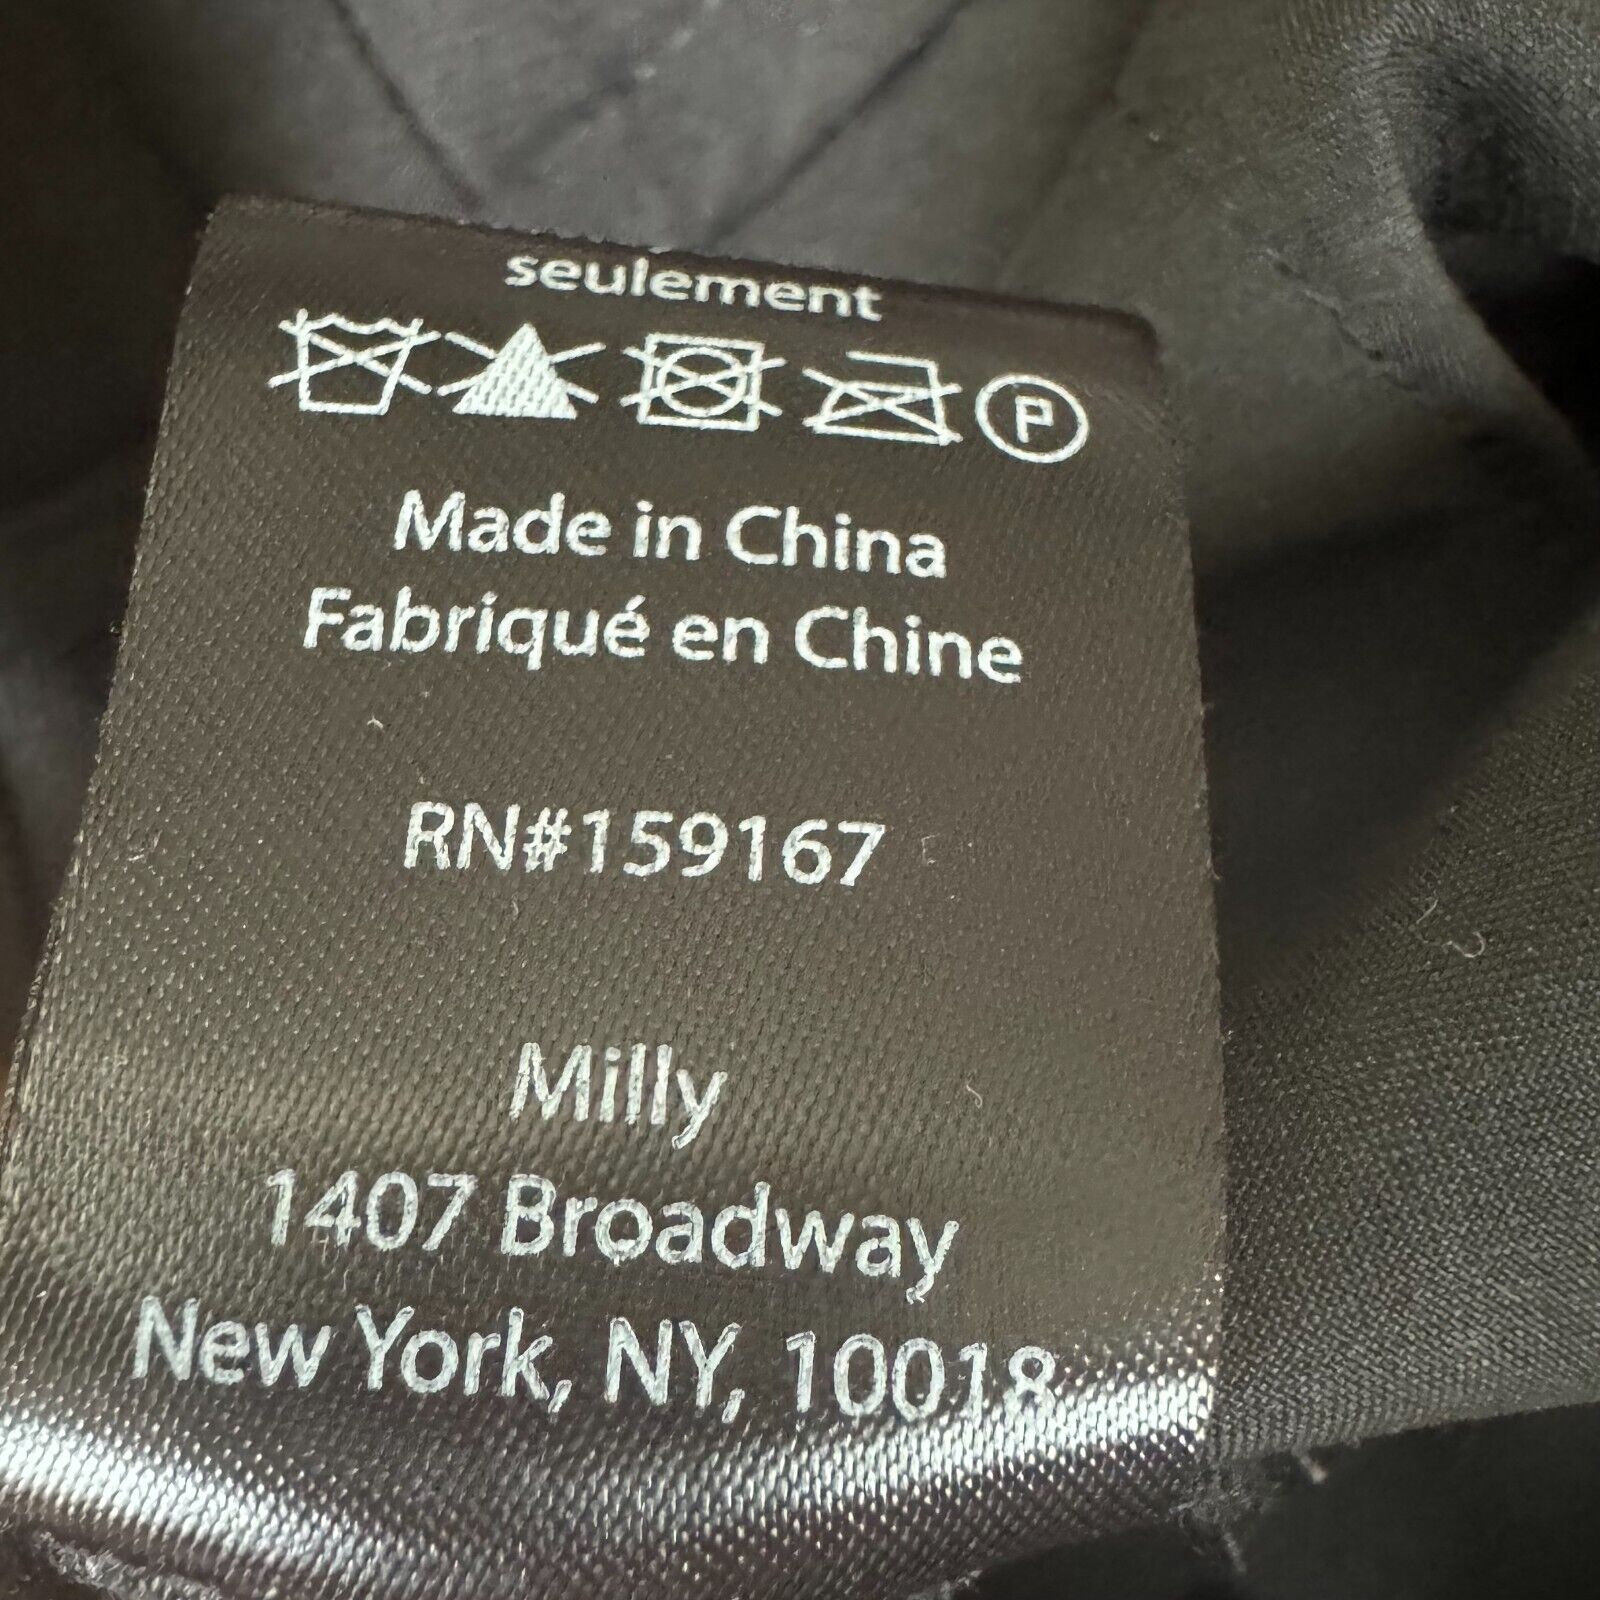 seulement
P
Made in China
Fabriqué en Chine
RN#159167
Milly
1407 Broadway
New York, NY, 10018